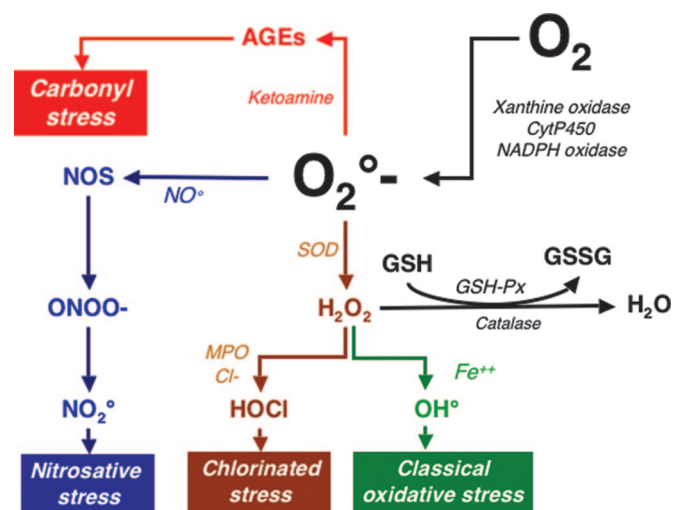 AGEs
O₂
Carbonyl
stress
Ketoamine
Xanthine oxidase
CytP450
NADPH oxidase
NOS
NO°
O₂°-
SOD
GSH
GSSG
GSH-Px
ONOO-
H₂O₂
H₂O
Catalase
MPO
Cl-
Fe⁺⁺
NO₂°
HOCl
OH°
Nitrosative
stress
Chlorinated
stress
Classical
oxidative stress